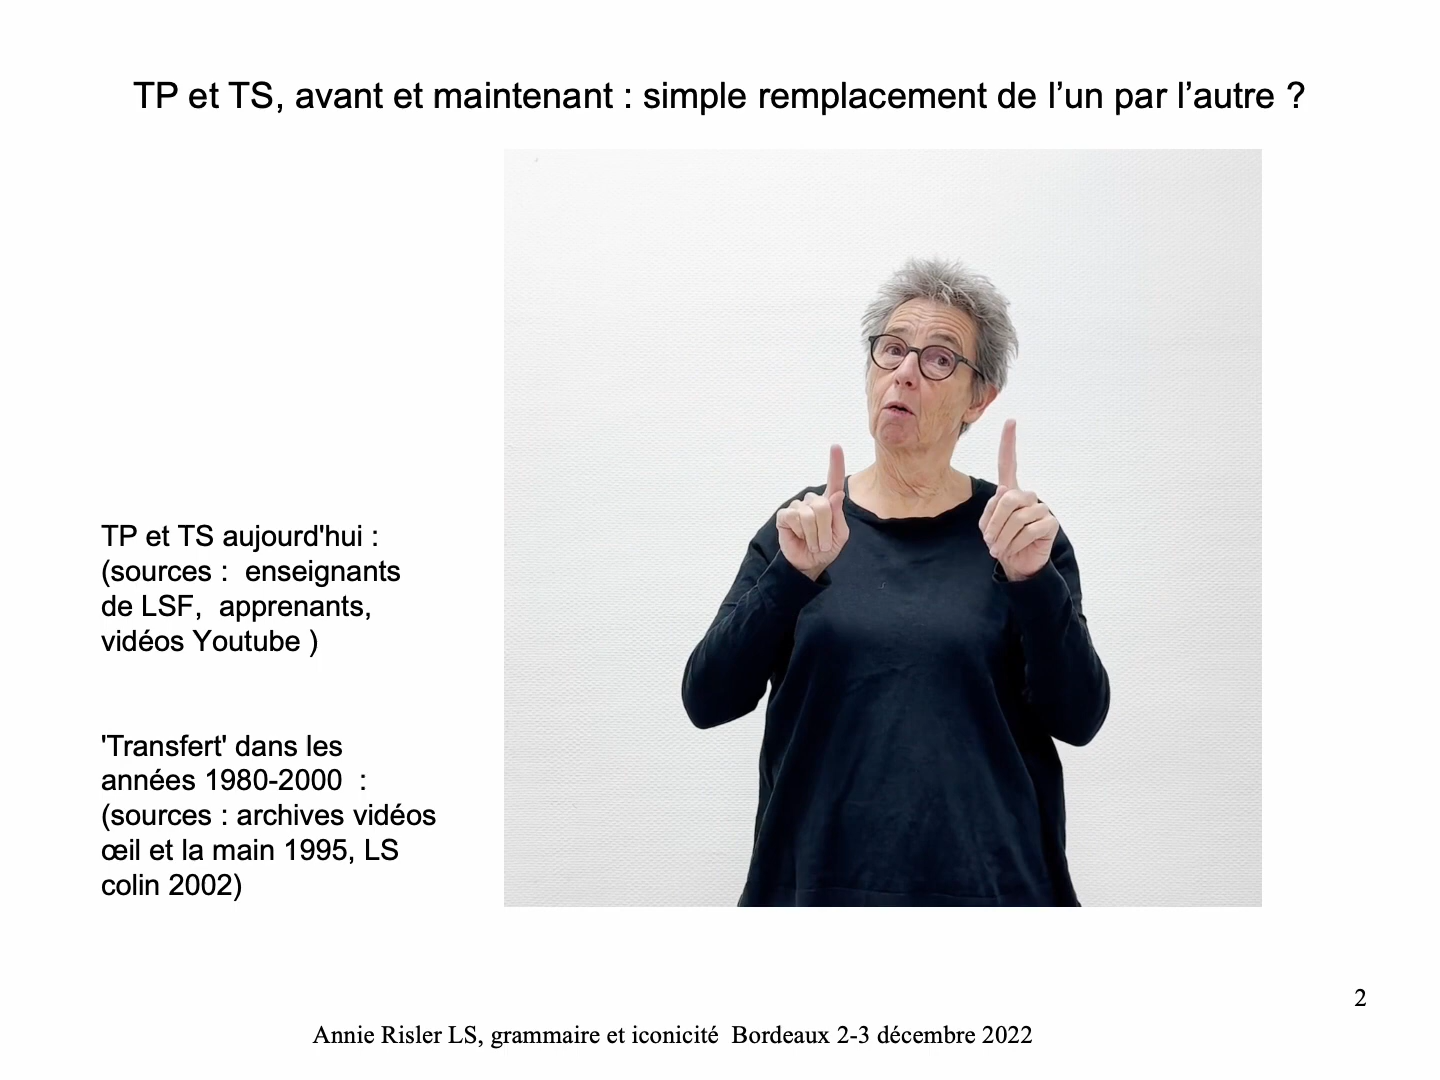 TP et TS, avant et maintenant : simple remplacement de l’un par l’autre ?
TP et TS aujourd'hui :
(sources :  enseignants
de LSF,  apprenants,
vidéos Youtube )
'Transfert' dans les
années 1980-2000  :
(sources : archives vidéos
œil et la main 1995, LS
colin 2002)
2
Annie Risler LS, grammaire et iconicité  Bordeaux 2-3 décembre 2022